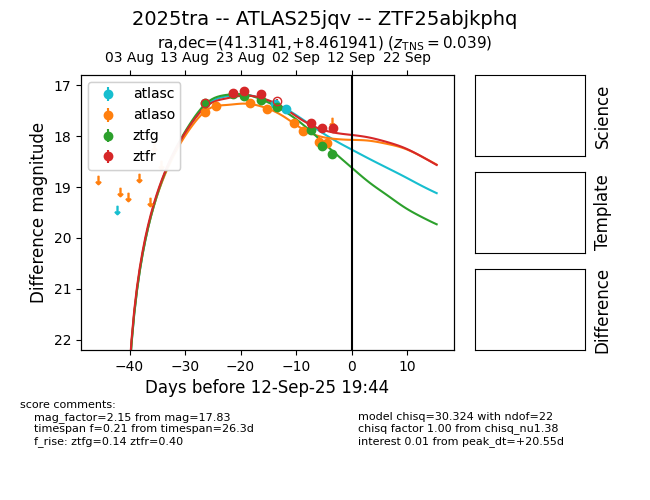 2025tra -- ATLAS25jqv -- ZTF25abjkphq
ra,dec=(41.3141,+8.461941) (z_TNS = 0.039)
03 Aug 13 Aug 23 Aug 02 Sep 12 Sep 22 Sep
atlasc
atlaso
ztfg
ztfr
17
18
19
20
21
22
Difference magnitude
−40 −30 −20 −10 0 10
Days before 12-Sep-25 19:44
Science
Template
Difference
score comments:
mag_factor=2.15 from mag=17.83
timespan f=0.21 from timespan=26.3d
f_rise: ztfg=0.14 ztfr=0.40
model chisq=30.324 with ndof=22
chisq factor 1.00 from chisq_nu1.38
interest 0.01 from peak_dt=+20.55d